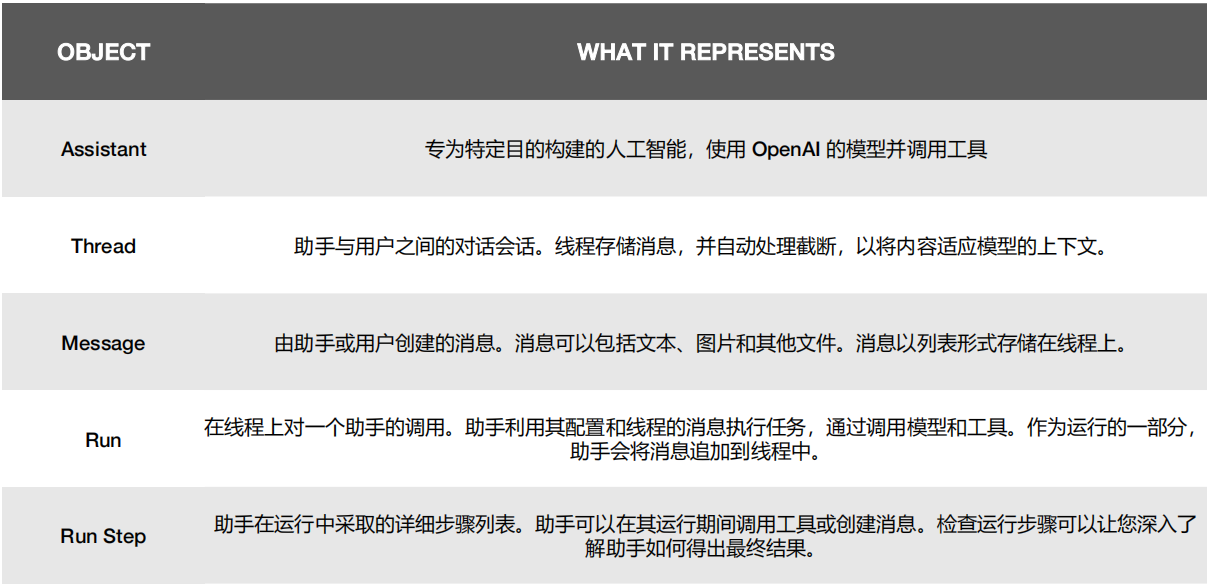 OBJECT
WHAT IT REPRESENTS
Assistant
专为特定目的构建的人工智能，使用 OpenAI 的模型并调用工具
Thread
助手与用户之间的对话会话。线程存储消息，并自动处理截断，以将内容适应模型的上下文。
Message
由助手或用户创建的消息。消息可以包括文本、图片和其他文件。消息以列表形式存储在线程上。
Run
在线程上对一个助手的调用。助手利用其配置和线程的消息执行任务，通过调用模型和工具。作为运行的一部分，
助手会将消息追加到线程中。
Run Step
助手在运行中采取的详细步骤列表。助手可以在其运行期间调用工具或创建消息。检查运行步骤可以让您深入了
解助手如何得出最终结果。